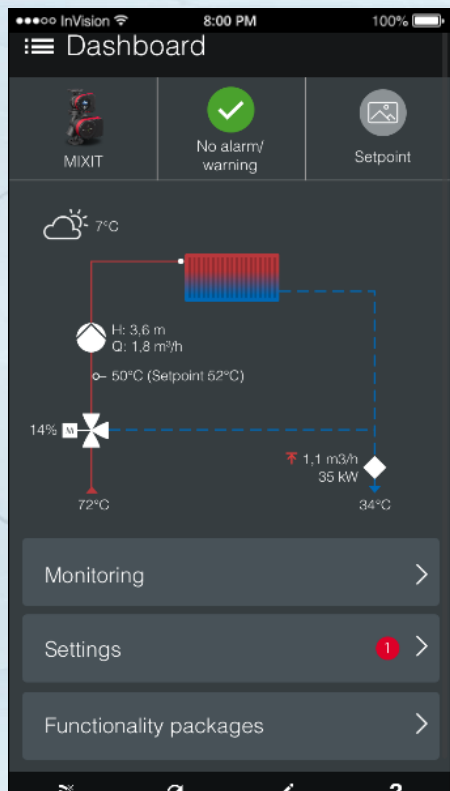 InVision 8:00 PM 100%
Dashboard
MIXIT
No alarm/
warning
Setpoint
7°C
H: 3,6 m
Q: 1,8 m³/h
50°C (Setpoint 52°C)
14% M
1,1 m3/h
35 kW
72°C 34°C
Monitoring
Settings 1
Functionality packages
?